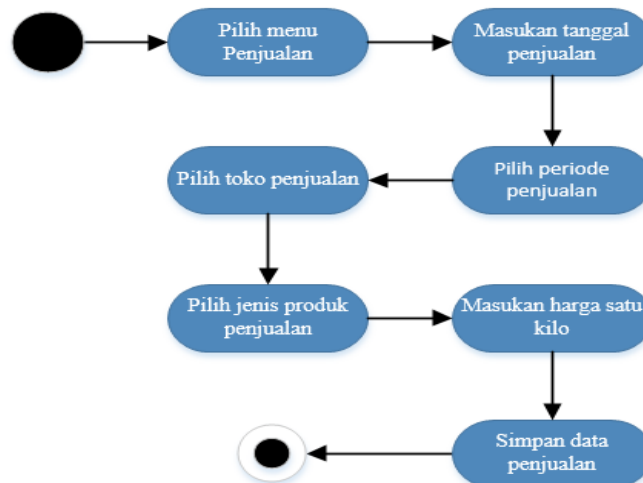 Pilih menu
Penjualan
Masukan tanggal
penjualan
Pilih periode
penjualan
Pilih toko penjualan
Pilih jenis produk
penjualan
Masukan harga satu
kilo
Simpan data
penjualan